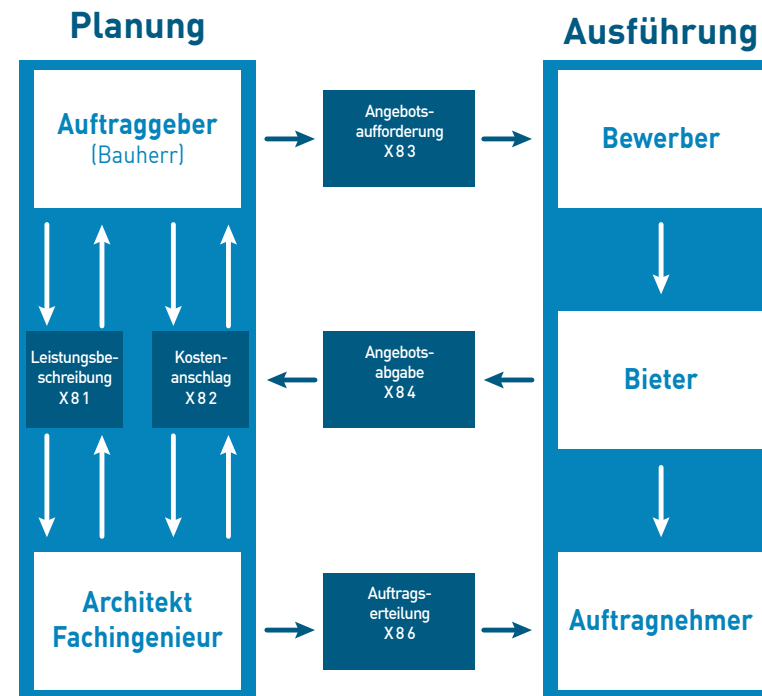 Planung
Ausführung
Auftraggeber
(Bauherr)
Angebots-
aufforderung
X83
Bewerber
Leistungsbe-
schreibung
X81
Kosten-
anschlag
X82
Angebots-
abgabe
X84
Bieter
Architekt
Fachingenieur
Auftrags-
erteilung
X86
Auftragnehmer